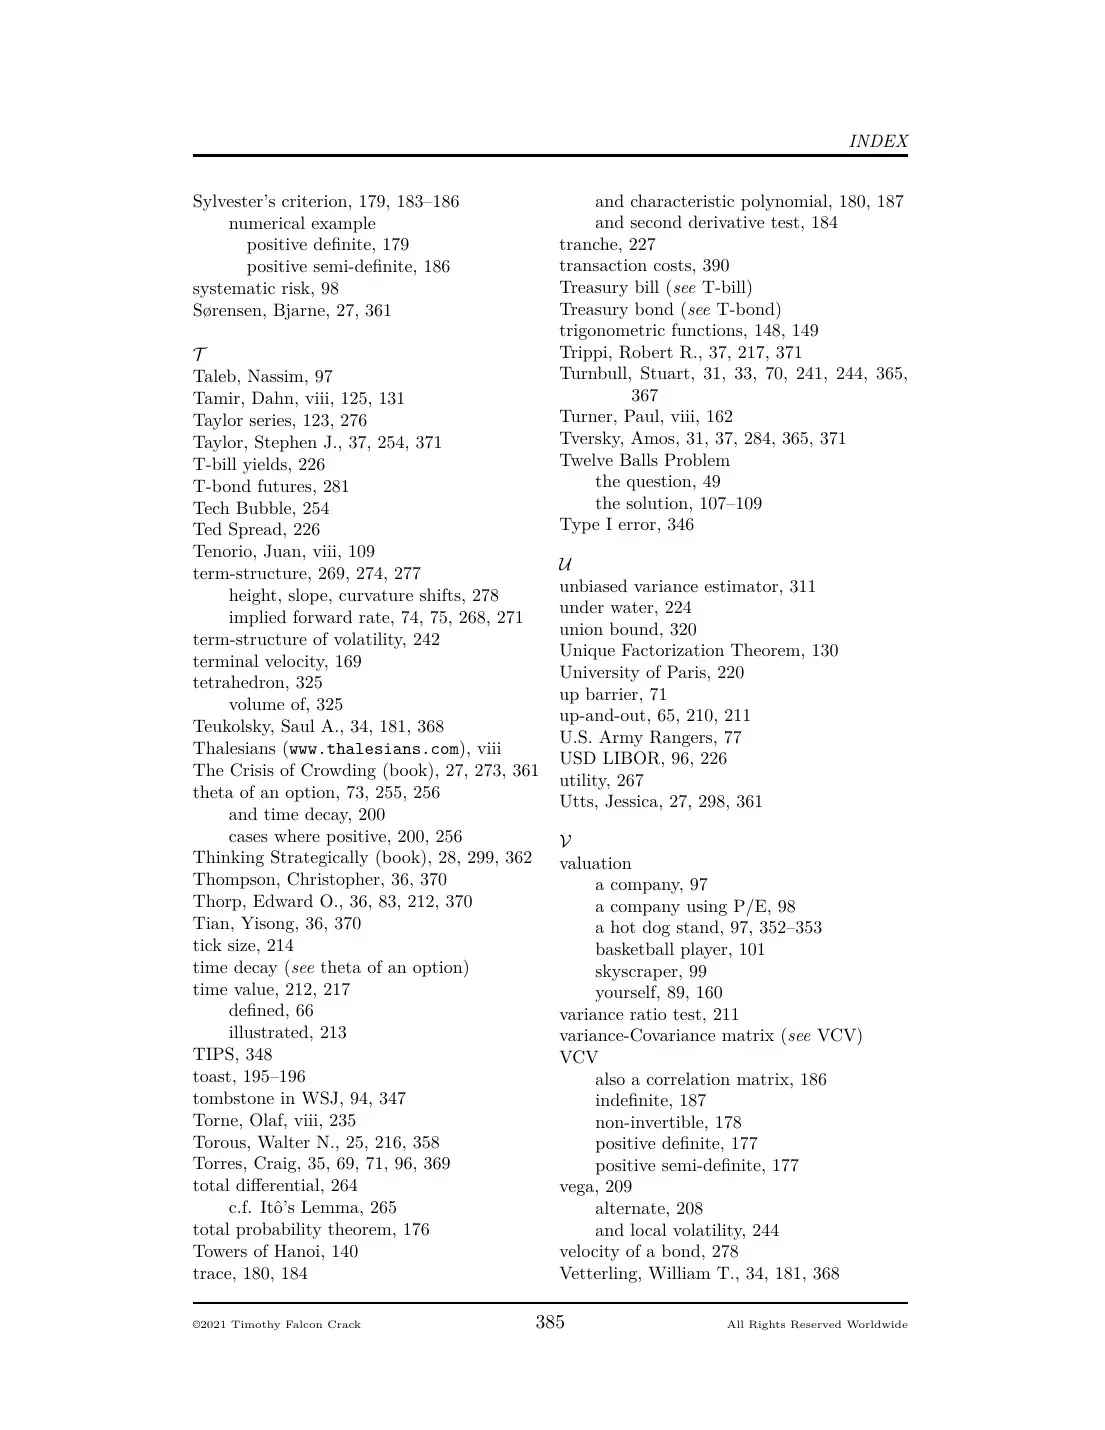 INDEX
Sylvester's criterion, 179, 183–186
numerical example
positive definite, 179
positive semi-definite, 186
systematic risk, 98
Sørensen, Bjarne, 27, 361
T
Taleb, Nassim, 97
Tamir, Dahn, viii, 125, 131
Taylor series, 123, 276
Taylor, Stephen J., 37, 254, 371
T-bill yields, 226
T-bond futures, 281
Tech Bubble, 254
Ted Spread, 226
Tenorio, Juan, viii, 109
term-structure, 269, 274, 277
height, slope, curvature shifts, 278
implied forward rate, 74, 75, 268, 271
term-structure of volatility, 242
terminal velocity, 169
tetrahedron, 325
volume of, 325
Teukolsky, Saul A., 34, 181, 368
Thalesians (www.thalesians.com), viii
The Crisis of Crowding (book), 27, 273, 361
theta of an option, 73, 255, 256
and time decay, 200
cases where positive, 200, 256
Thinking Strategically (book), 28, 299, 362
Thompson, Christopher, 36, 370
Thorp, Edward O., 36, 83, 212, 370
Tian, Yisong, 36, 370
tick size, 214
time decay (see theta of an option)
time value, 212, 217
defined, 66
illustrated, 213
TIPS, 348
toast, 195–196
tombstone in WSJ, 94, 347
Torne, Olaf, viii, 235
Torous, Walter N., 25, 216, 358
Torres, Craig, 35, 69, 71, 96, 369
total differential, 264
c.f. Itô's Lemma, 265
total probability theorem, 176
Towers of Hanoi, 140
trace, 180, 184
and characteristic polynomial, 180, 187
and second derivative test, 184
tranche, 227
transaction costs, 390
Treasury bill (see T-bill)
Treasury bond (see T-bond)
trigonometric functions, 148, 149
Trippi, Robert R., 37, 217, 371
Turnbull, Stuart, 31, 33, 70, 241, 244, 365,
367
Turner, Paul, viii, 162
Tversky, Amos, 31, 37, 284, 365, 371
Twelve Balls Problem
the question, 49
the solution, 107–109
Type I error, 346
U
unbiased variance estimator, 311
under water, 224
union bound, 320
Unique Factorization Theorem, 130
University of Paris, 220
up barrier, 71
up-and-out, 65, 210, 211
U.S. Army Rangers, 77
USD LIBOR, 96, 226
utility, 267
Utts, Jessica, 27, 298, 361
V
valuation
a company, 97
a company using P/E, 98
a hot dog stand, 97, 352–353
basketball player, 101
skyscraper, 99
yourself, 89, 160
variance ratio test, 211
variance-Covariance matrix (see VCV)
VCV
also a correlation matrix, 186
indefinite, 187
non-invertible, 178
positive definite, 177
positive semi-definite, 177
vega, 209
alternate, 208
and local volatility, 244
velocity of a bond, 278
Vetterling, William T., 34, 181, 368
©2021 Timothy Falcon Crack
385
All Rights Reserved Worldwide